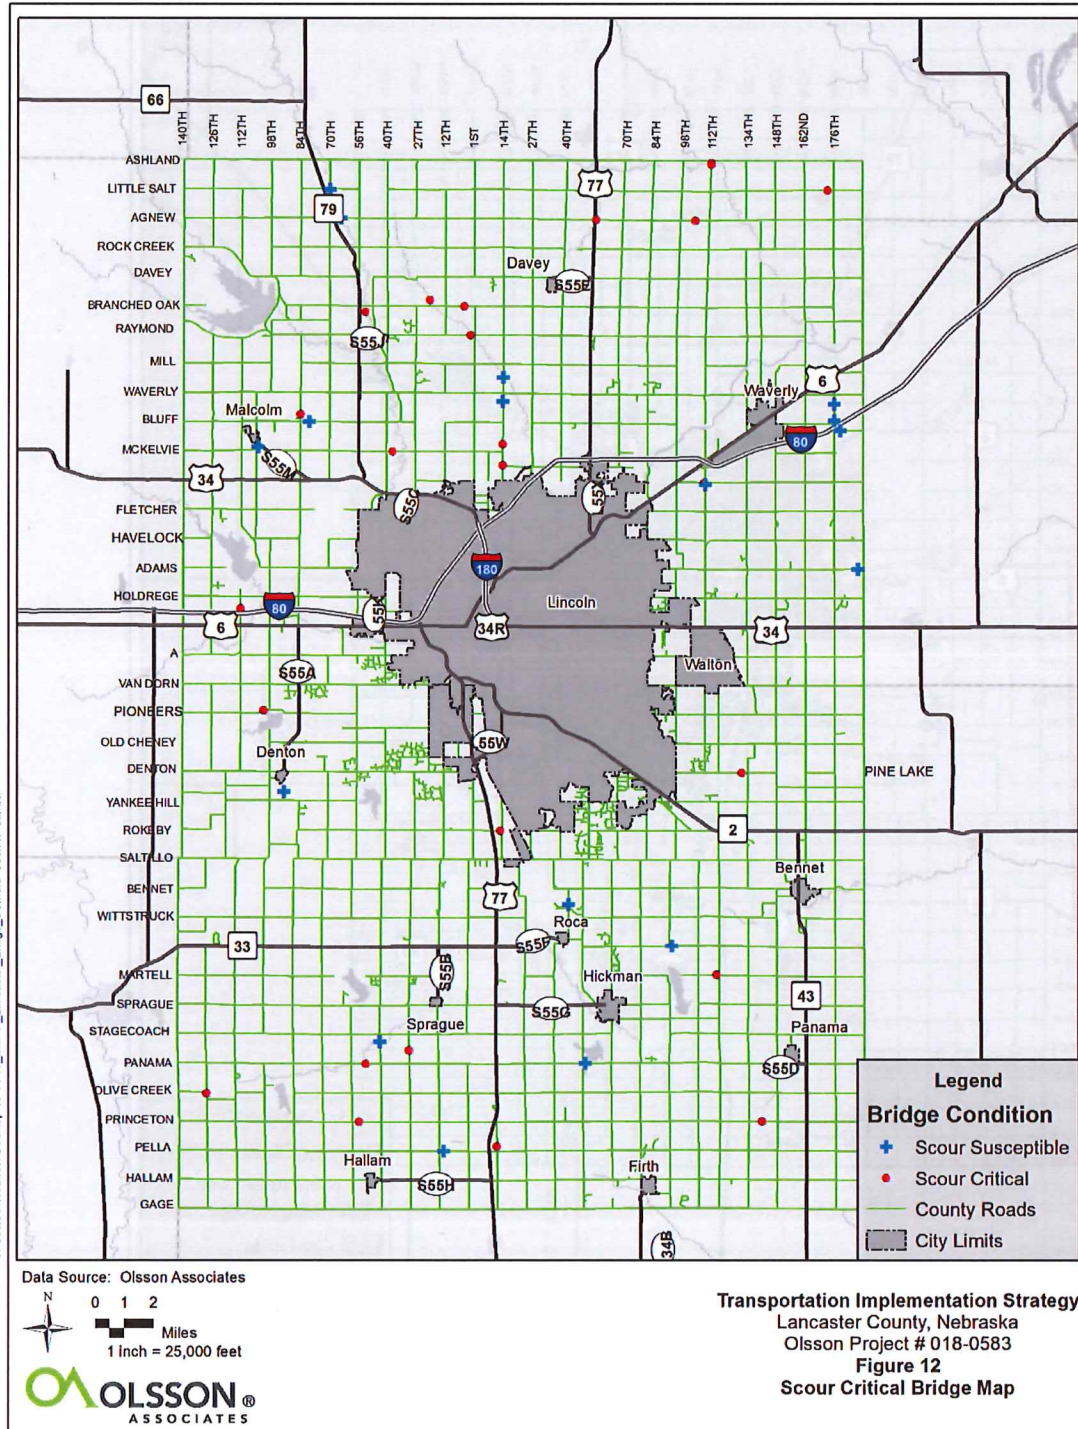 66
140TH 126TH 112TH 98TH 84TH 70TH 56TH 40TH 27TH 12TH 1ST 14TH 27TH 40TH 70TH 84TH 98TH 112TH 134TH 148TH 162ND 176TH
ASHLAND
LITTLE SALT
77
79
AGNEW
ROCK CREEK
Davey
DAVEY
S55E
BRANCHED OAK
RAYMOND
S55J
MILL
6
WAVERLY
Waverly
Malcolm
BLUFF
80
MCKELVIE
S55M
34
S55C
55X
FLETCHER
HAVELOCK
ADAMS
180
HOLDREGE
80
Lincoln
55K
6
34R
34
A
S55A
Walton
VAN DORN
PIONEERS
OLD CHENEY
55W
Denton
DENTON
PINE LAKE
YANKEE HILL
ROKEBY
2
SALTILLO
Bennet
BENNET
77
WITTSTRUCK
Roca
33
S55F
MARTELL
S55B
Hickman
43
SPRAGUE
S55G
Sprague
STAGECOACH
Panama
PANAMA
S55D
OLIVE CREEK
PRINCETON
PELLA
Hallam
Firth
HALLAM
S55H
GAGE
Legend
Bridge Condition
Scour Susceptible
Scour Critical
County Roads
City Limits
Data Source: Olsson Associates
N
0 1 2
Miles
1 inch = 25,000 feet
OLSSON ®
ASSOCIATES
Transportation Implementation Strategy
Lancaster County, Nebraska
Olsson Project # 018-0583
Figure 12
Scour Critical Bridge Map